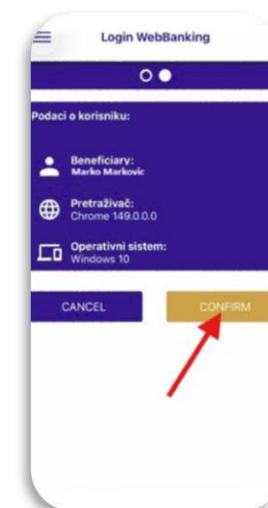 Login WebBanking
Podaci o korisniku:
Beneficiary:
Marko Markovic
Pretraživač:
Chrome 149.0.0.0
Operativni sistem:
Windows 10
CANCEL
CONFIRM